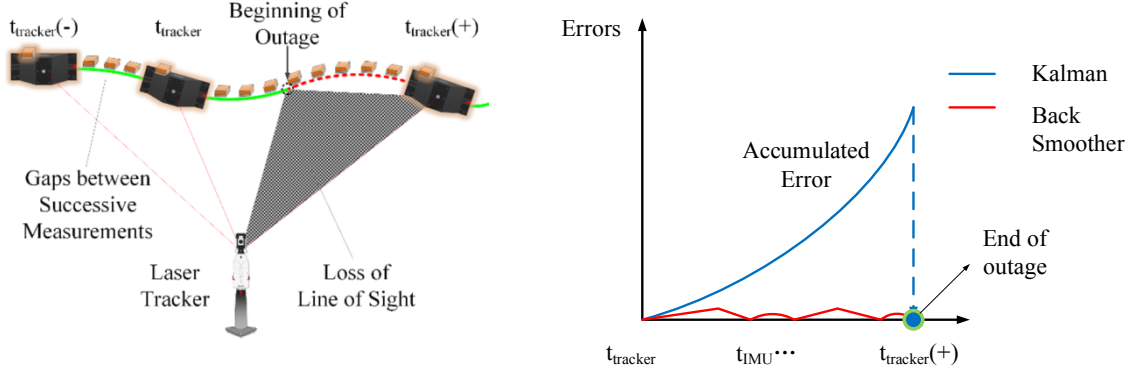 t_tracker(-)
t_tracker
Beginning of
Outage
t_tracker(+)
Gaps between
Successive
Measurements
Laser
Tracker
Loss of
Line of Sight
Errors
Kalman
Back
Smoother
Accumulated
Error
End of
outage
t_tracker
t_IMU...
t_tracker(+)